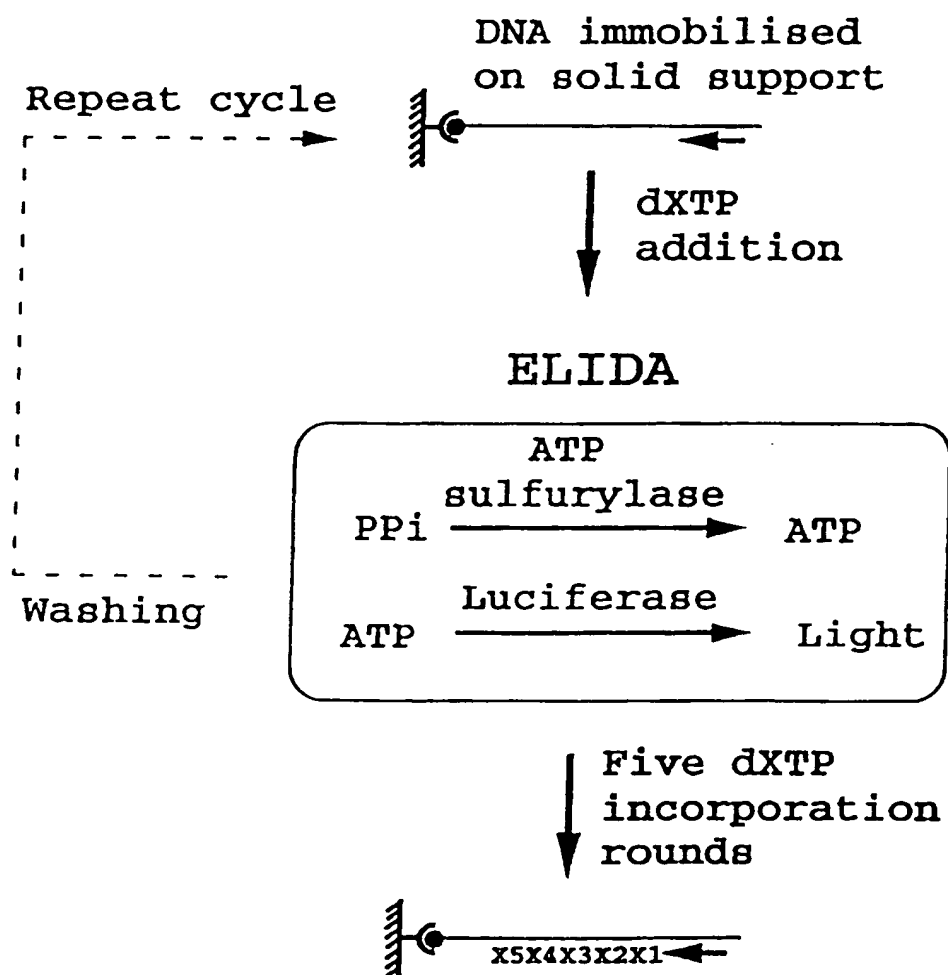 DNA immobilised
on solid support
Repeat cycle
dXTP
addition
ELIDA
ATP
sulfurylase
PPi
ATP
Washing
Luciferase
ATP
Light
Five dXTP
incorporation
rounds
X5X4X3X2X1